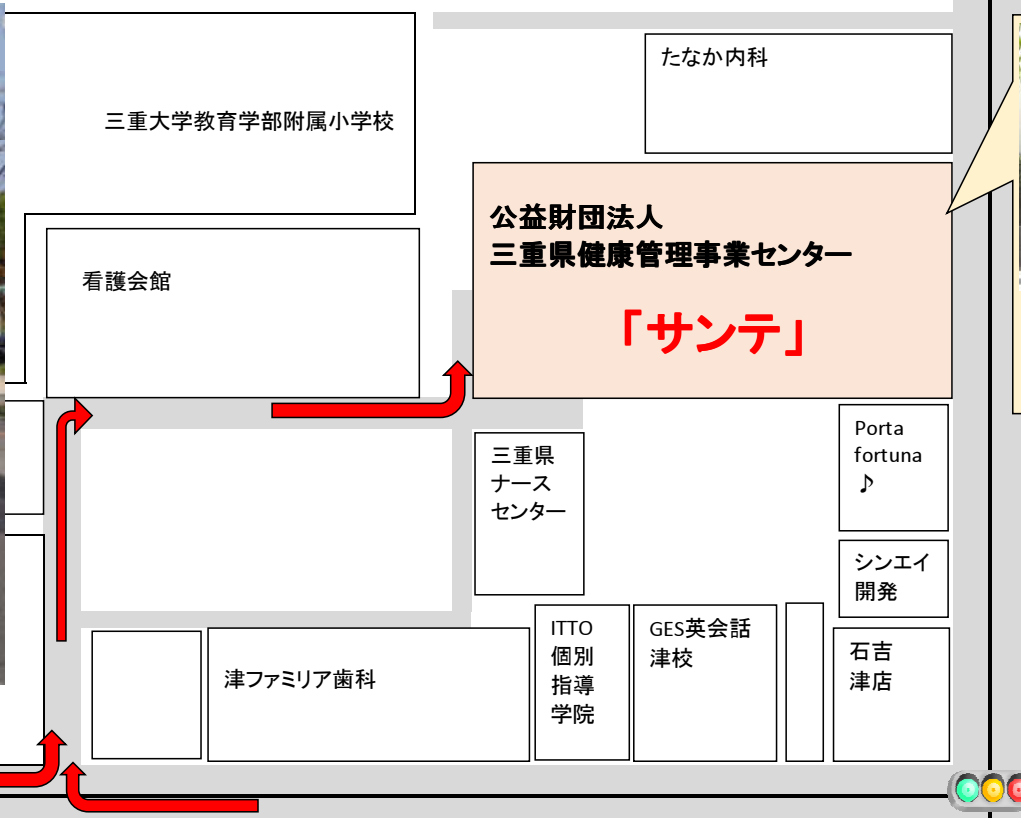 たなか内科
三重大学教育学部附属小学校
公益財団法人
三重県健康管理事業センター
「サンテ」
看護会館
三重県
ナース
センター
Porta
fortuna
♪
シンエイ
開発
ITTO
個別
指導
学院
GES英会話
津校
石吉
津店
津ファミリア歯科